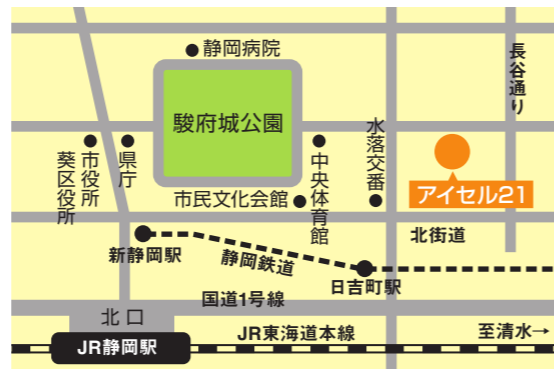 静岡病院
長谷通り
駿府城公園
水落交番
市役所
葵区役所
県庁
中央体育館
アイセル21
市民文化会館
北街道
新静岡駅
静岡鉄道
日吉町駅
国道1号線
北口
JR東海道本線
至清水→
JR静岡駅